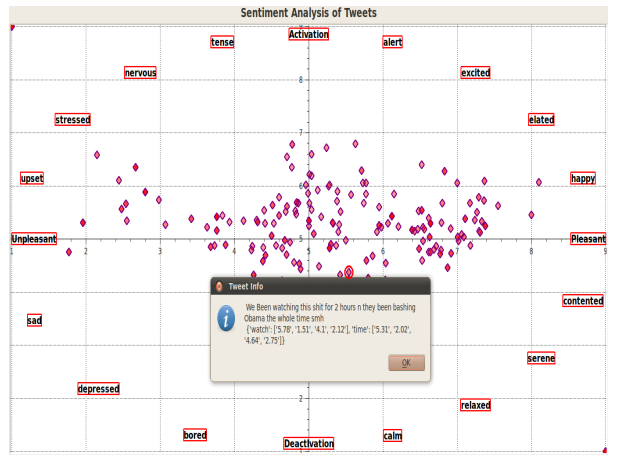 Sentiment Analysis of Tweets
9
Activation
tense
alert
nervous
8
excited
stressed
7
elated
upset
6
happy
Unpleasant
2
3
4
5
6
7
8
Pleasant
9
Tweet Info
contented
We Been watching this shit for 2 hours n they been bashing
Obama the whole time smh
{'watch': ['5.78', '1.51', '4.1', '2.12'], 'time': ['5.31', '2.02',
'4.64', '2.75']}
sad
OK
serene
depressed
2
relaxed
bored
calm
Deactivation